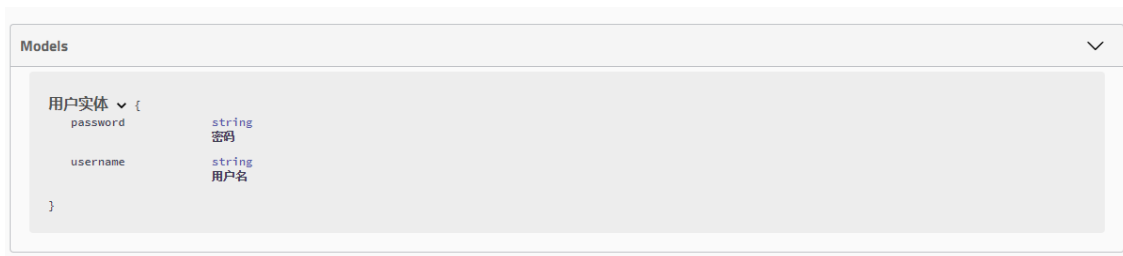 Models
用户实体 {
password string
密码
username string
用户名
}